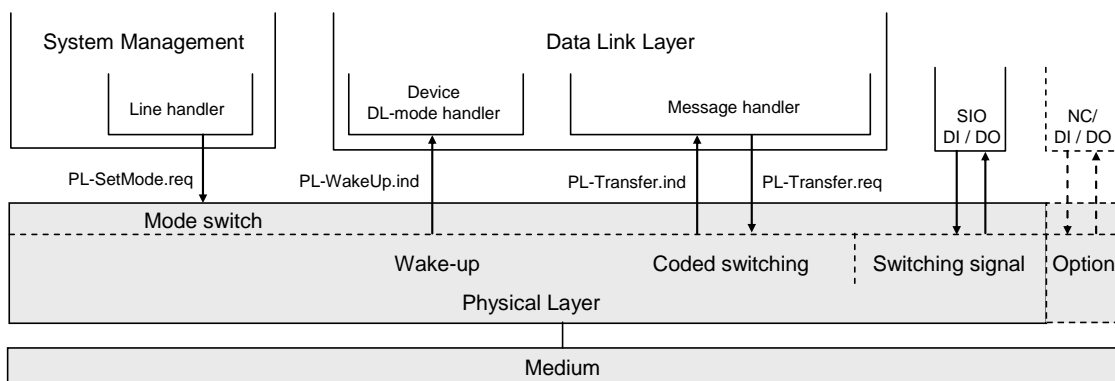 System Management
Data Link Layer
Line handler
Device
DL-mode handler
Message handler
SIO
DI / DO
NC/
DI / DO
PL-SetMode.req
PL-WakeUp.ind
PL-Transfer.ind
PL-Transfer.req
Mode switch
Wake-up
Coded switching
Switching signal
Option
Physical Layer
Medium